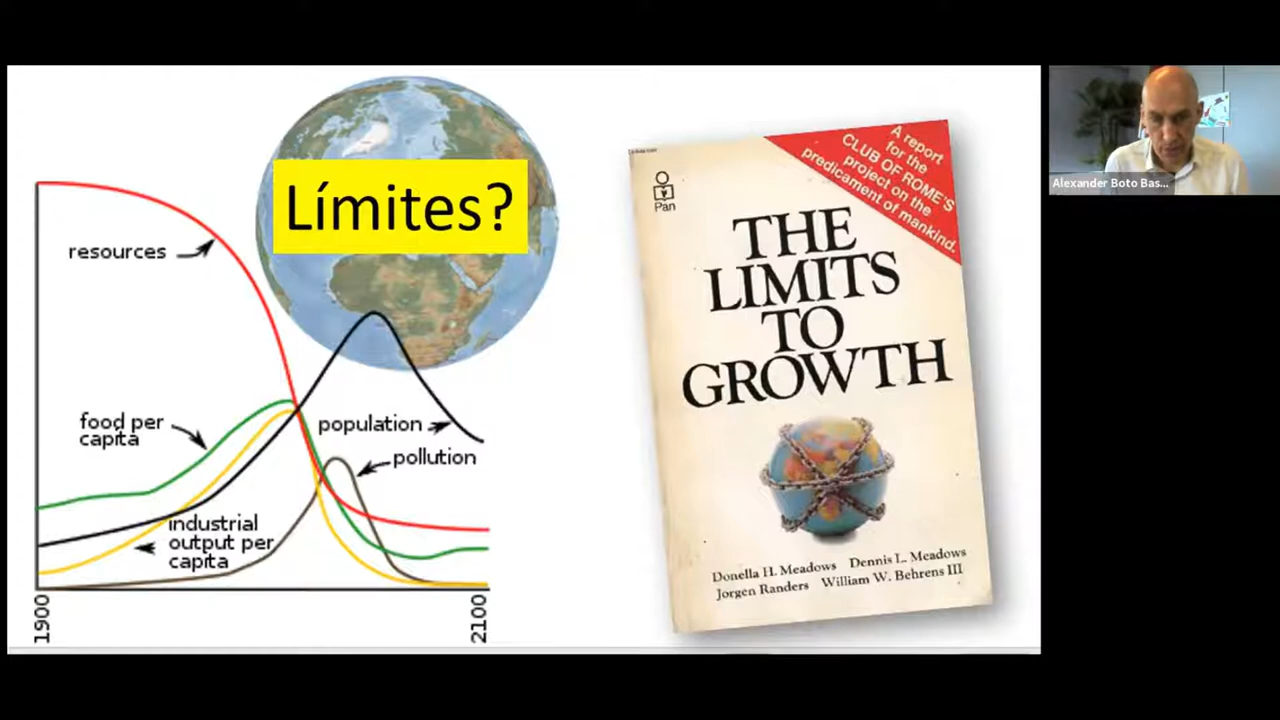 Límites?
resources
food per
capita
population
pollution
industrial
output per
capita
1900
2100
Pan
A report
for the
CLUB OF ROME'S
project on the
predicament of mankind.
THE
LIMITS
TO
GROWTH
Donella H. Meadows Dennis L. Meadows
Jorgen Randers William W. Behrens III
Alexander Boto Bas...